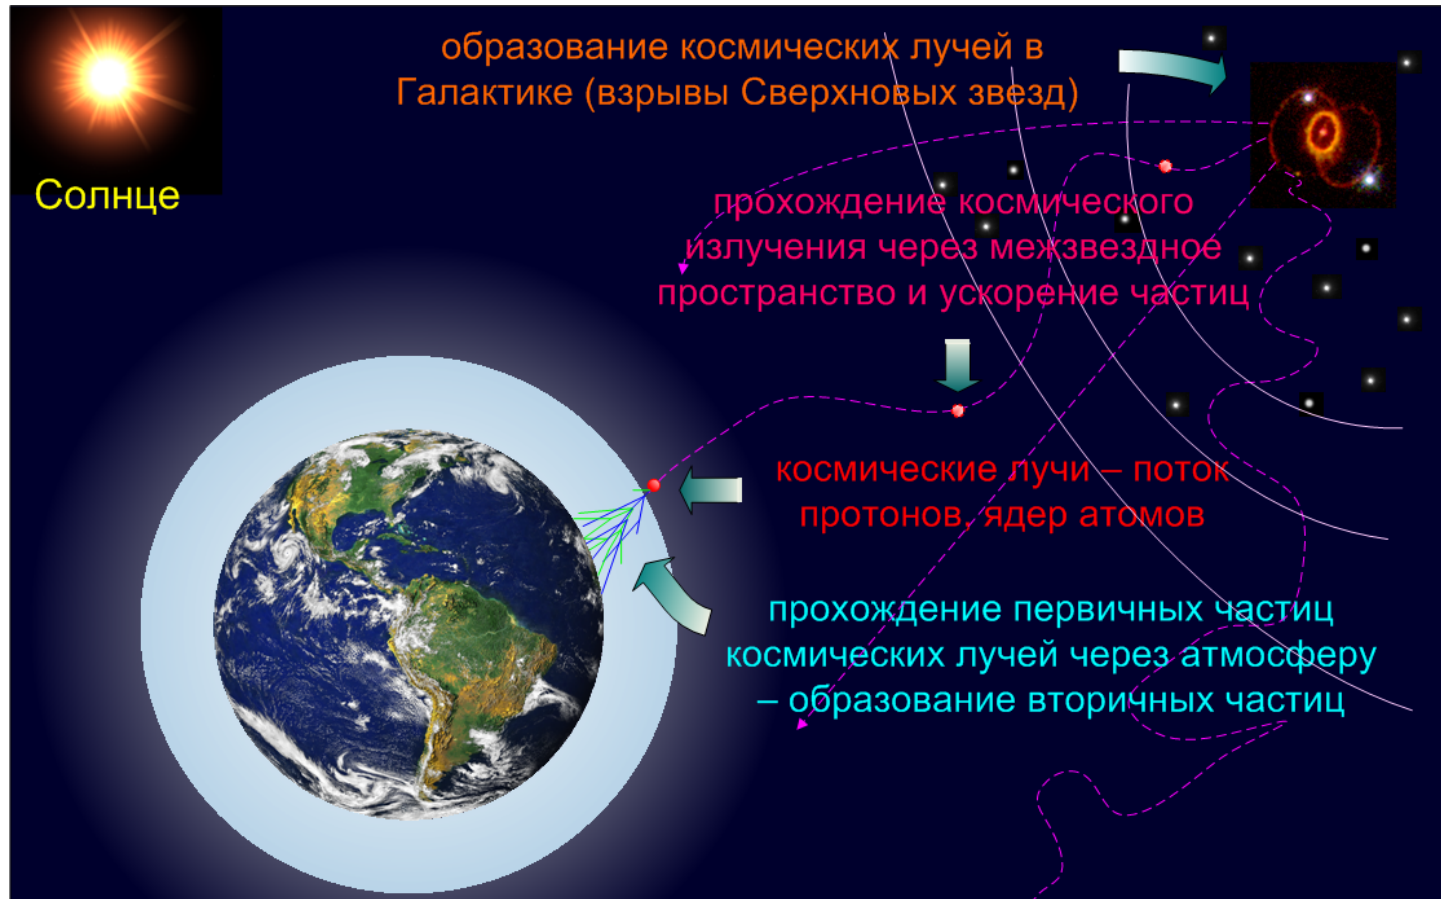 образование космических лучей в
Галактике (взрывы Сверхновых звезд)
Солнце
прохождение космического
излучения через межзвездное
пространство и ускорение частиц
космические лучи – поток
протонов, ядер атомов
прохождение первичных частиц
космических лучей через атмосферу
– образование вторичных частиц